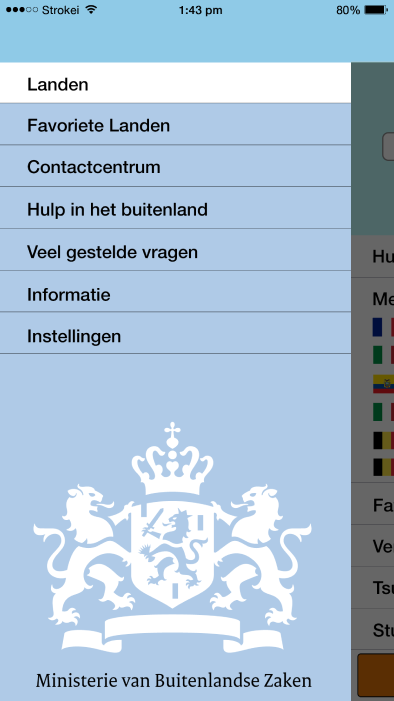 Strokei 1:43 pm 80%
Landen
Favoriete Landen
Contactcentrum
Hulp in het buitenland
Veel gestelde vragen
Informatie
Instellingen
Hu
Me
Fa
Ve
Tsu
Stu
Ministerie van Buitenlandse Zaken